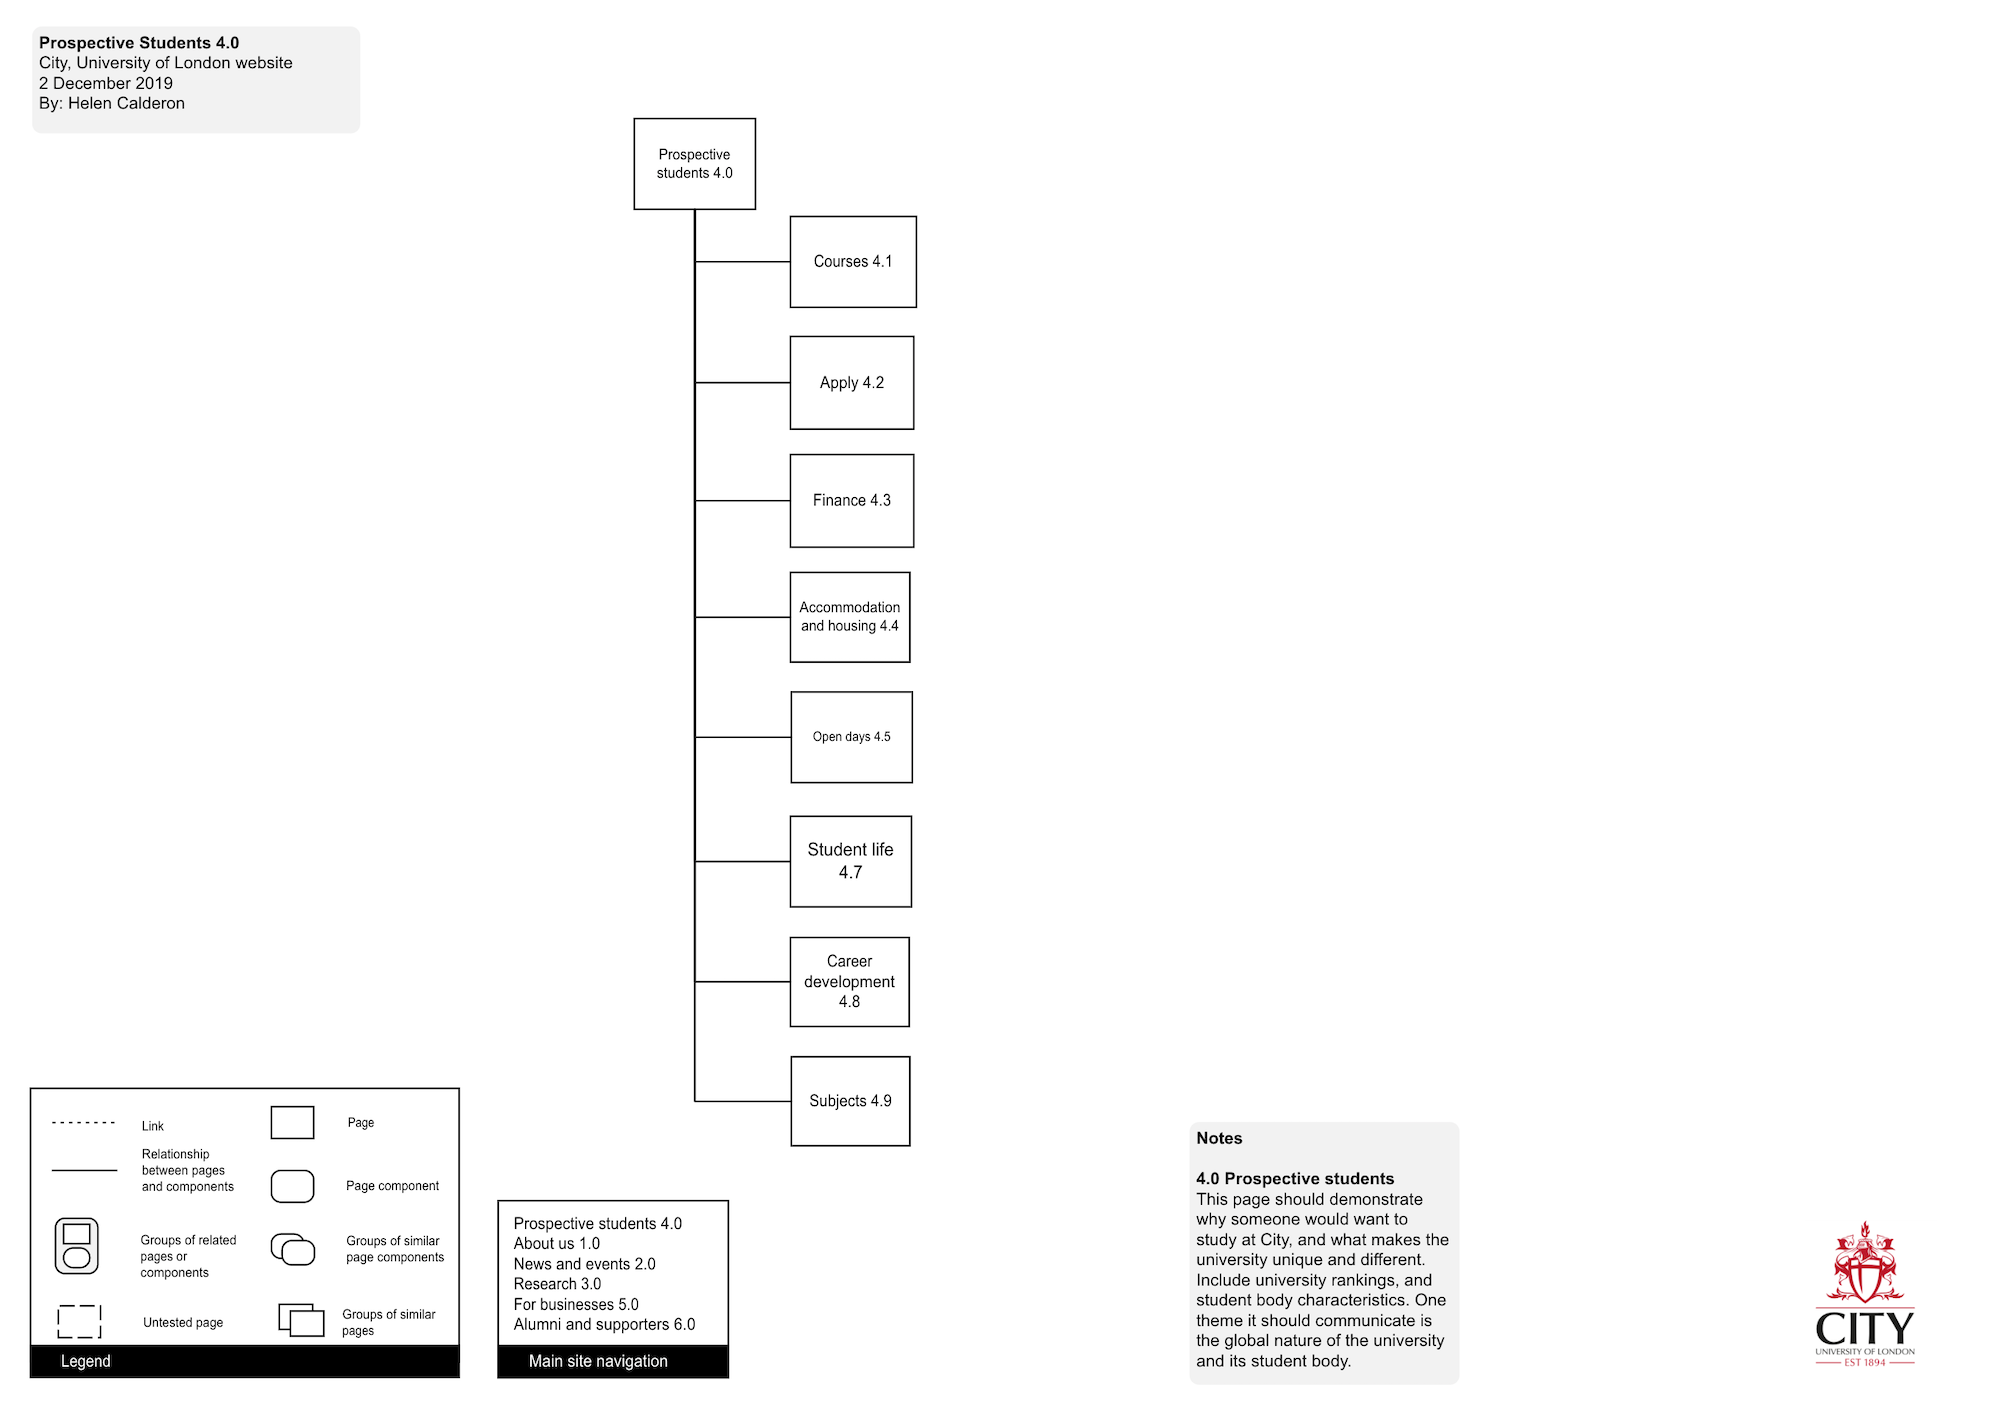 Prospective Students 4.0
City, University of London website
2 December 2019
By: Helen Calderon
Prospective
students 4.0
Courses 4.1
Apply 4.2
Finance 4.3
Accommodation
and housing 4.4
Open days 4.5
Student life
4.7
Career
development
4.8
Subjects 4.9
Link
Page
Relationship
between pages
and components
Page component
Groups of related
pages or
components
Groups of similar
page components
Untested page
Groups of similar
pages
Legend
Prospective students 4.0
About us 1.0
News and events 2.0
Research 3.0
For businesses 5.0
Alumni and supporters 6.0
Main site navigation
Notes
4.0 Prospective students
This page should demonstrate
why someone would want to
study at City, and what makes the
university unique and different.
Include university rankings, and
student body characteristics. One
theme it should communicate is
the global nature of the university
and its student body.
CITY
UNIVERSITY OF LONDON
EST 1894